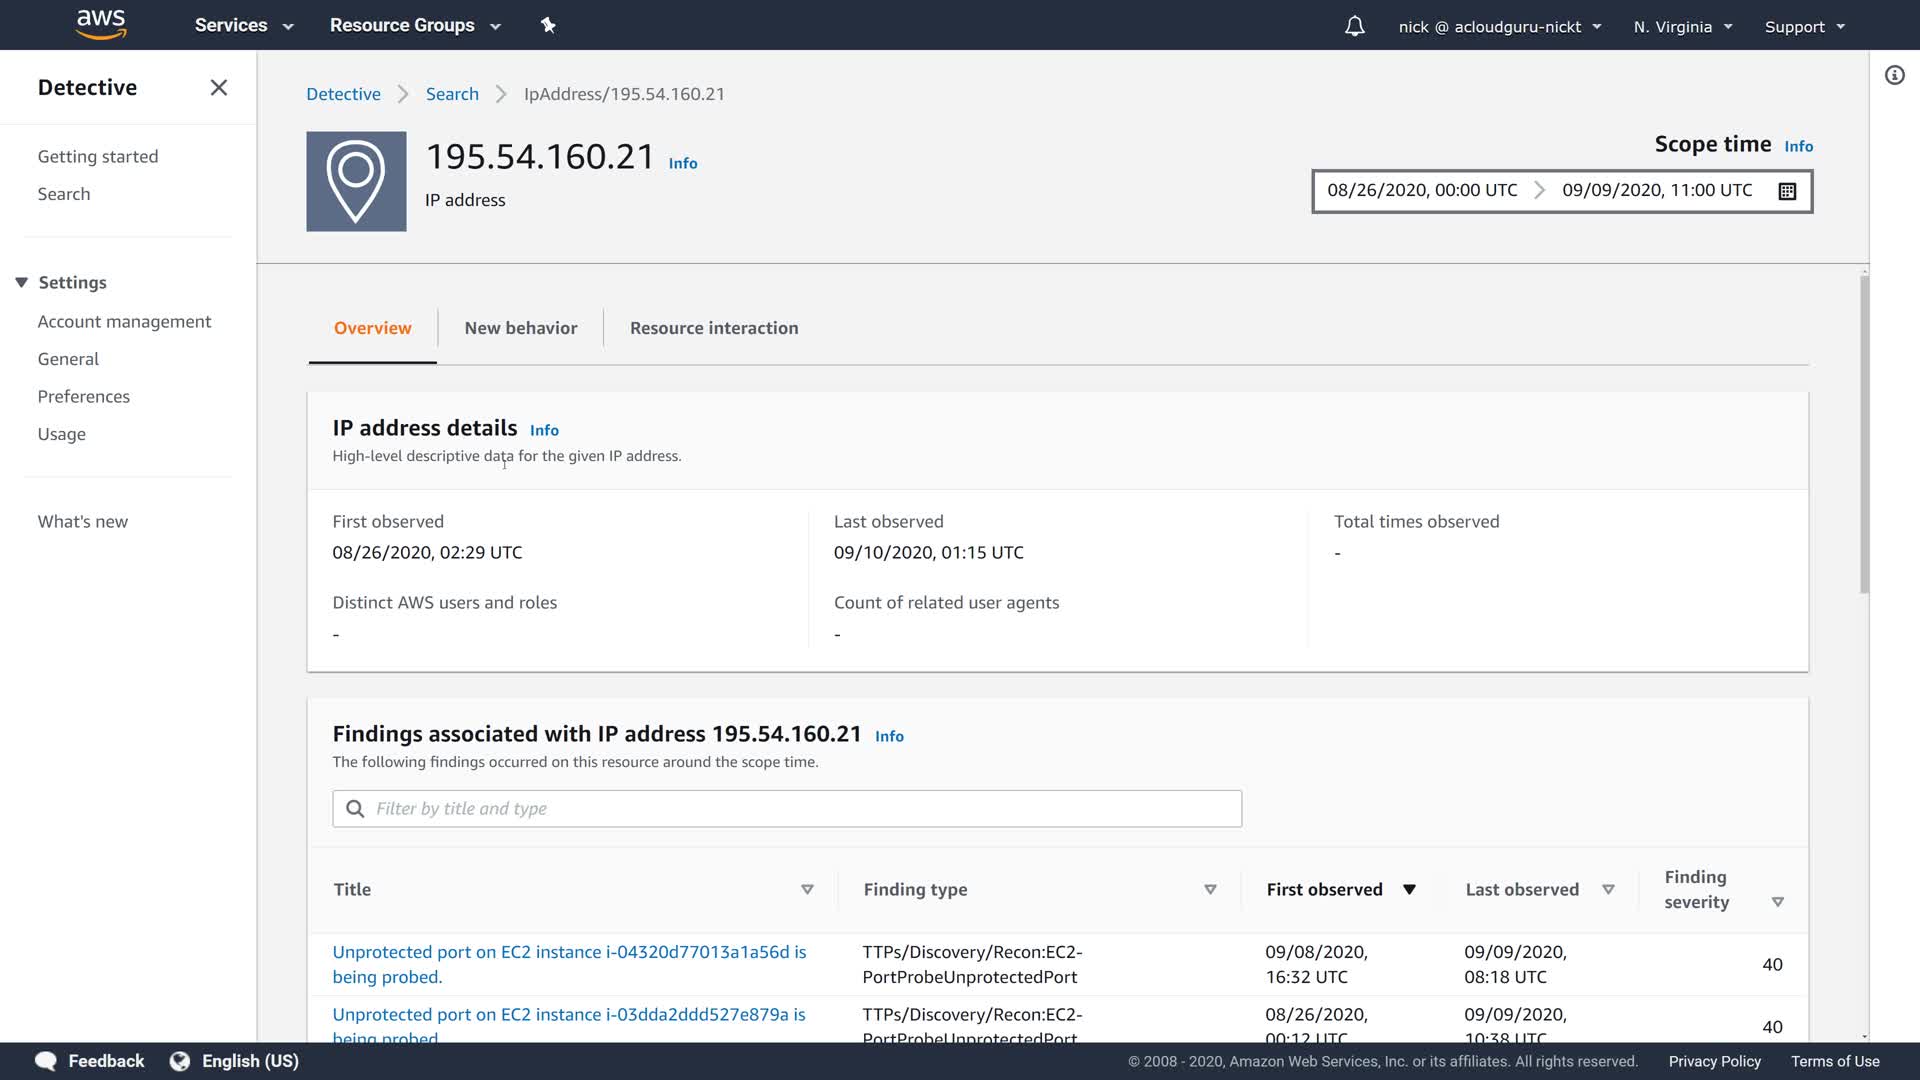 aws
Services
Resource Groups
nick @ acloudguru-nickt
N. Virginia
Support
Detective
Getting started
Search
Settings
Account management
General
Preferences
Usage
What's new
Detective
Search
IpAddress/195.54.160.21
195.54.160.21 Info
IP address
Scope time Info
08/26/2020, 00:00 UTC
09/09/2020, 11:00 UTC
Overview
New behavior
Resource interaction
IP address details Info
High-level descriptive data for the given IP address.
First observed
08/26/2020, 02:29 UTC
Last observed
09/10/2020, 01:15 UTC
Total times observed
-
Distinct AWS users and roles
-
Count of related user agents
-
Findings associated with IP address 195.54.160.21 Info
The following findings occurred on this resource around the scope time.
Filter by title and type
Title
Finding type
First observed
Last observed
Finding
severity
Unprotected port on EC2 instance i-04320d77013a1a56d is
being probed.
TTPs/Discovery/Recon:EC2-
PortProbeUnprotectedPort
09/08/2020,
16:32 UTC
09/09/2020,
08:18 UTC
40
Unprotected port on EC2 instance i-03dda2ddd527e879a is
being probed.
TTPs/Discovery/Recon:EC2-
PortProbeUnprotectedPort
08/26/2020,
00:12 UTC
09/09/2020,
10:38 UTC
40
Feedback
English (US)
© 2008 - 2020, Amazon Web Services, Inc. or its affiliates. All rights reserved.
Privacy Policy
Terms of Use